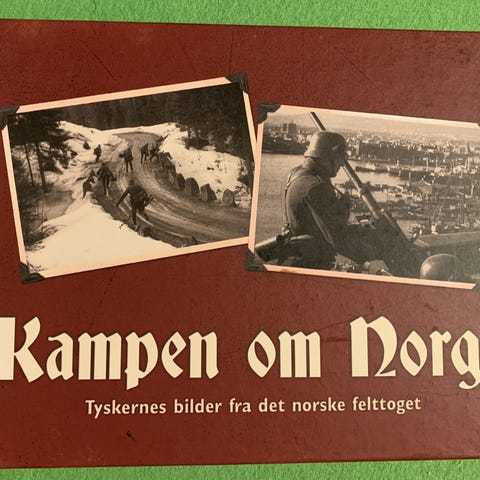 Kampen om Norg
Tyskernes bilder fra det norske felttoget